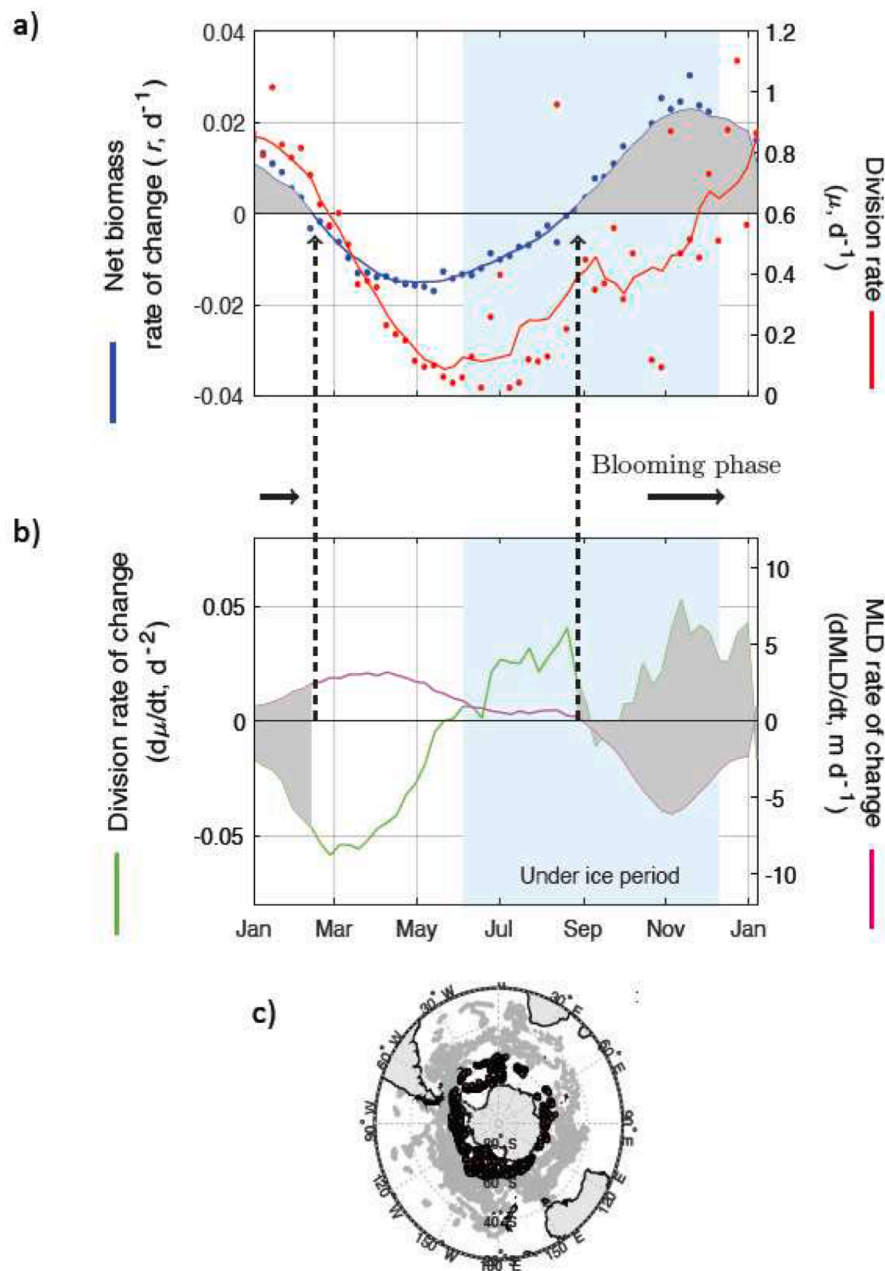 a)
Net biomass
rate of change ( r, d-1)
0.04
0.02
0
-0.02
-0.04
1.2
1
0.8
0.6
0.4
0.2
0
Division rate
(μ, d-1)
Blooming phase
b)
Division rate of change
(dμ/dt, d-2)
0.05
0
-0.05
10
5
0
-5
-10
MLD rate of change
(dMLD/dt, m d-1)
Under ice period
Jan Mar May Jul Sep Nov Jan
c)
30° W
60° W
90° W
120° W
150° W
30° E
60° E
90° E
120° E
150° E
60° S
40° S